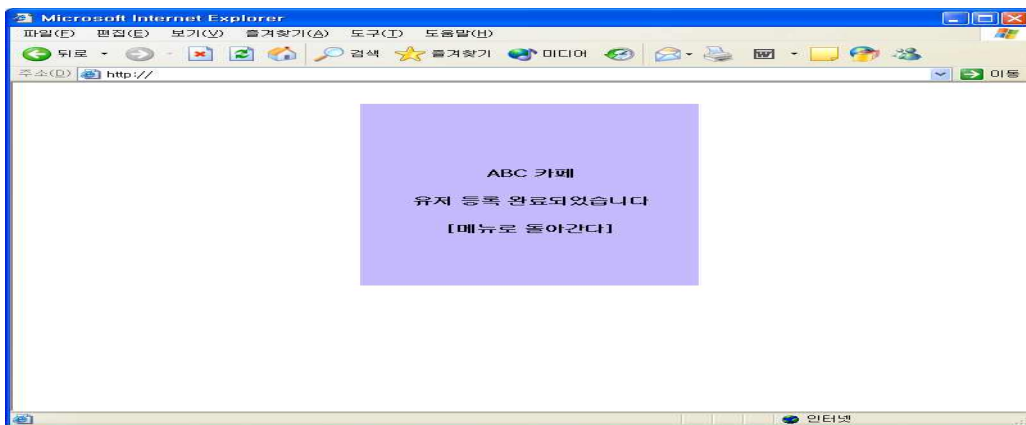 Microsoft Internet Explorer
파일(F) 편집(E) 보기(V) 즐겨찾기(A) 도구(T) 도움말(H)
뒤로 검색 즐겨찾기 미디어
주소(D) http:// 이동
ABC 카페
유저 등록 완료되었습니다
[메뉴로 돌아간다]
인터넷